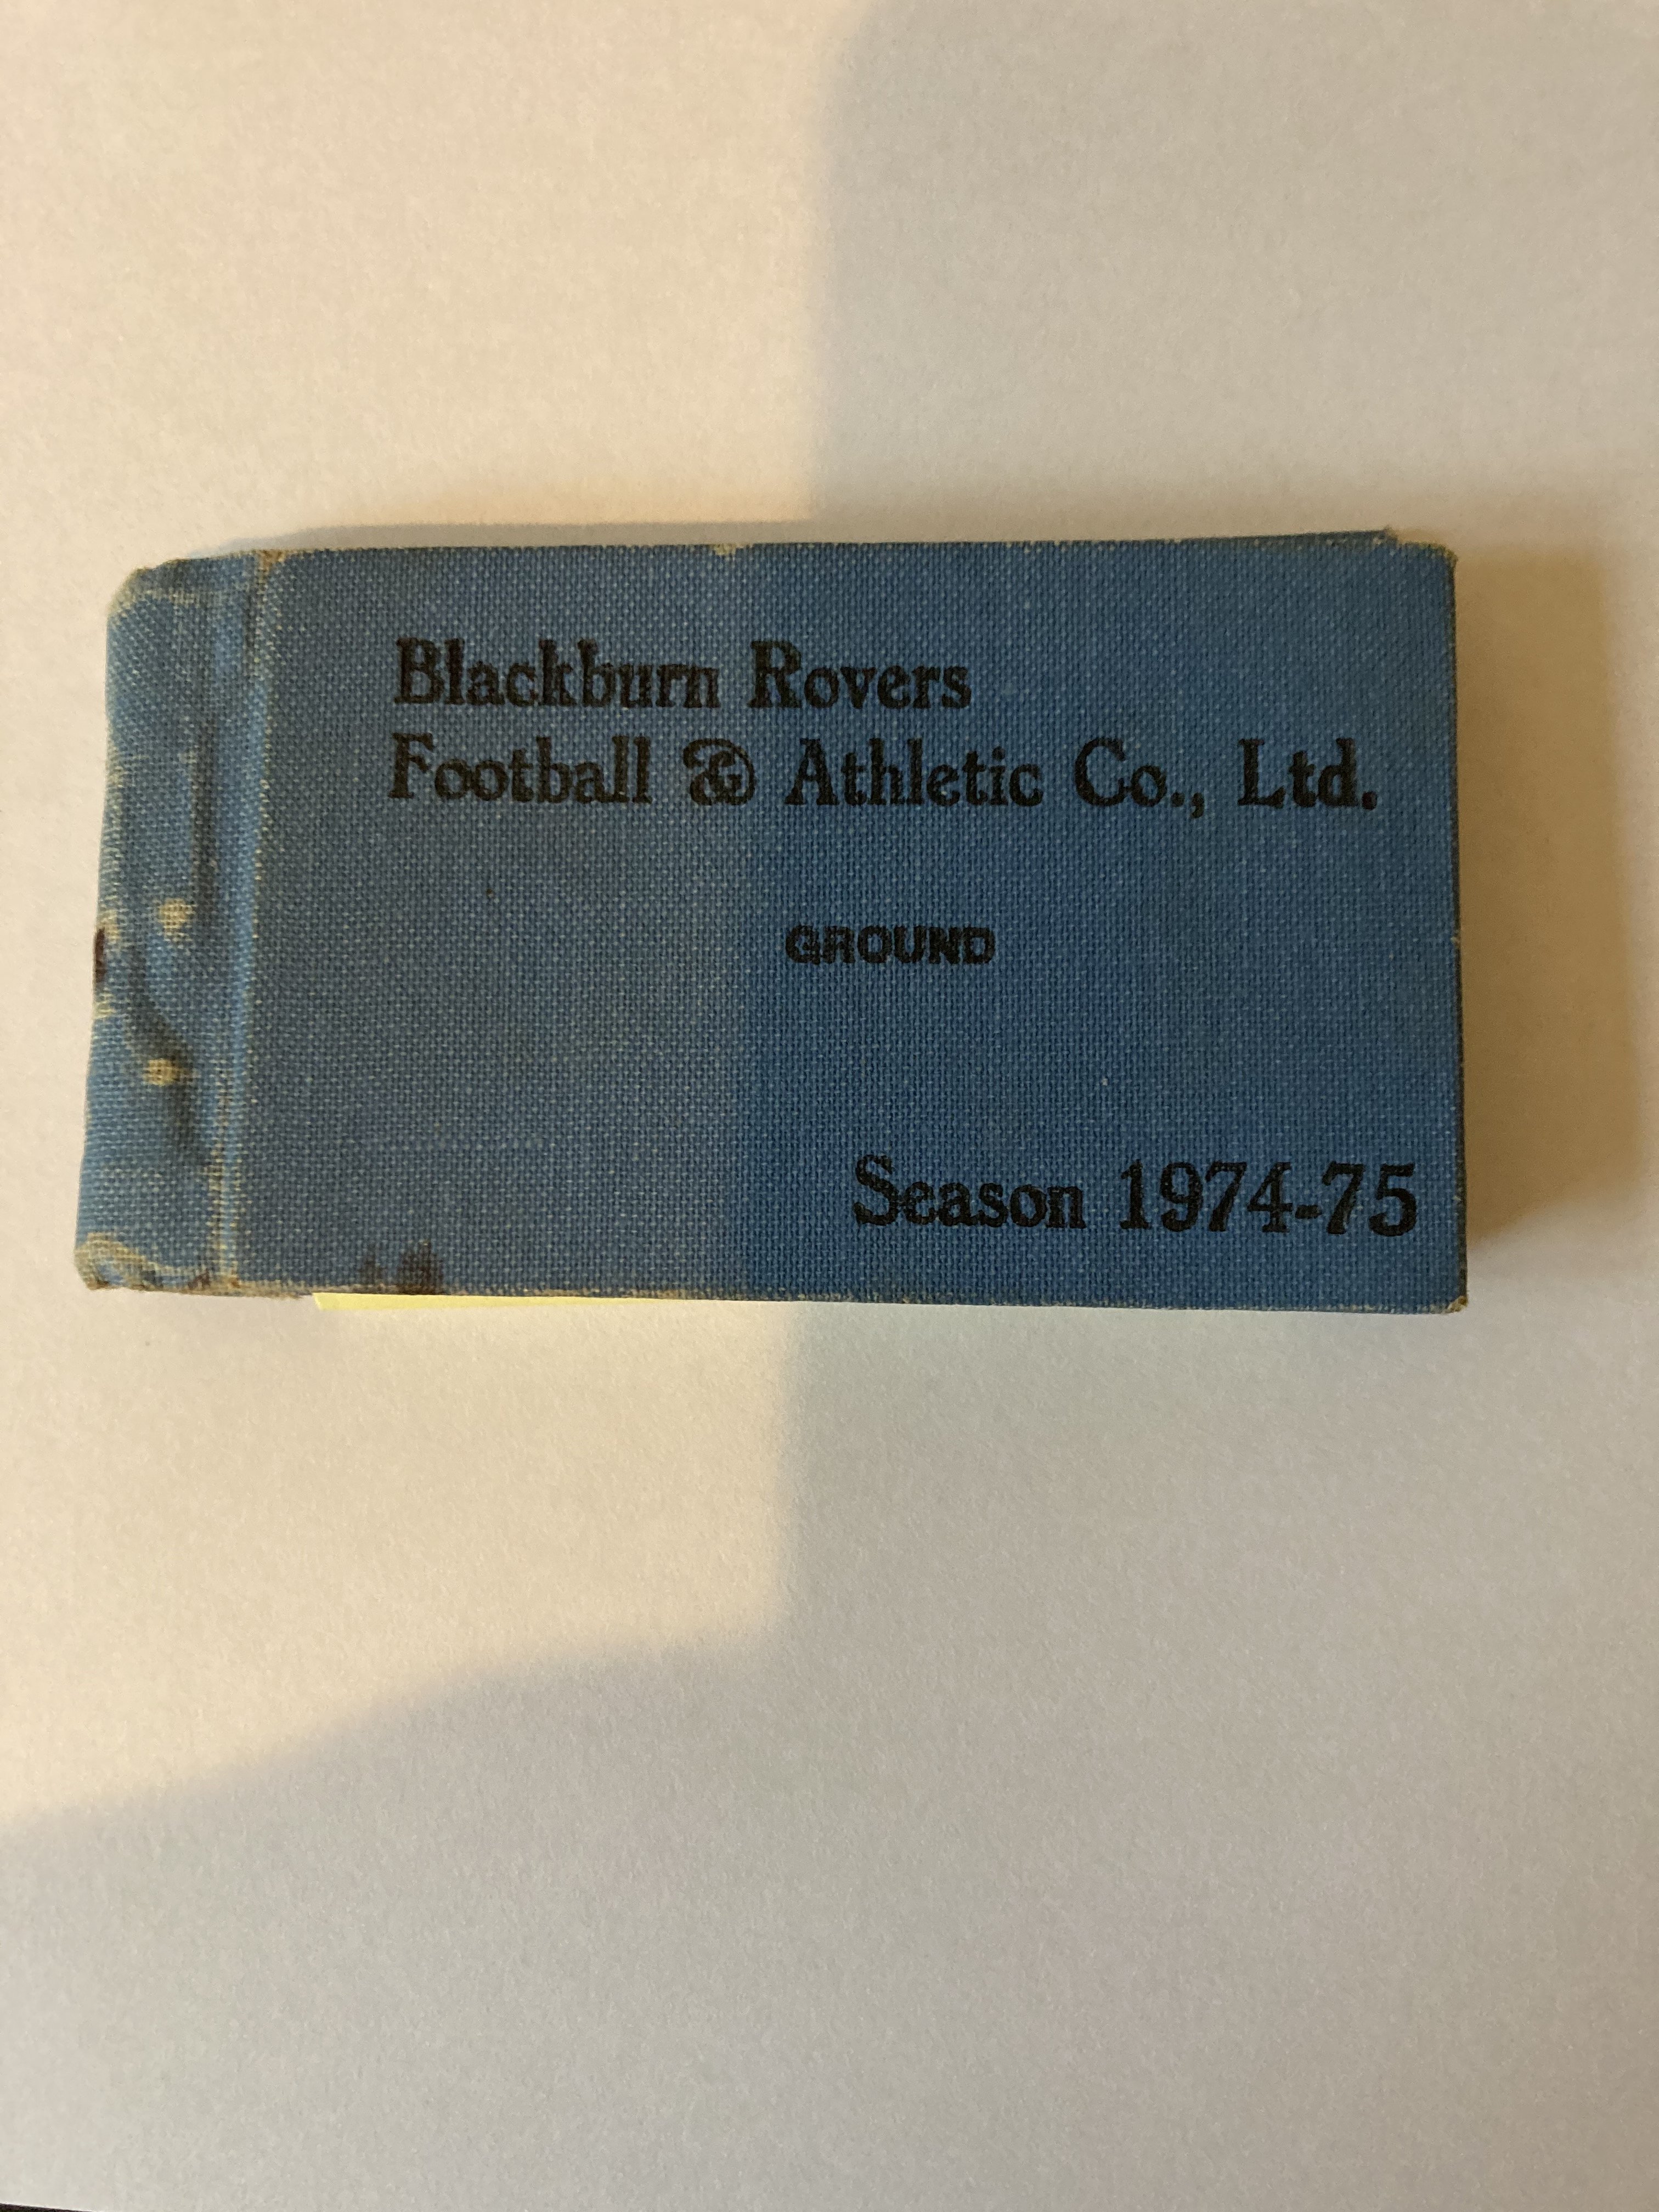 Blackburn Rovers
Football & Athletic Co., Ltd.
GROUND
Season 1974-75